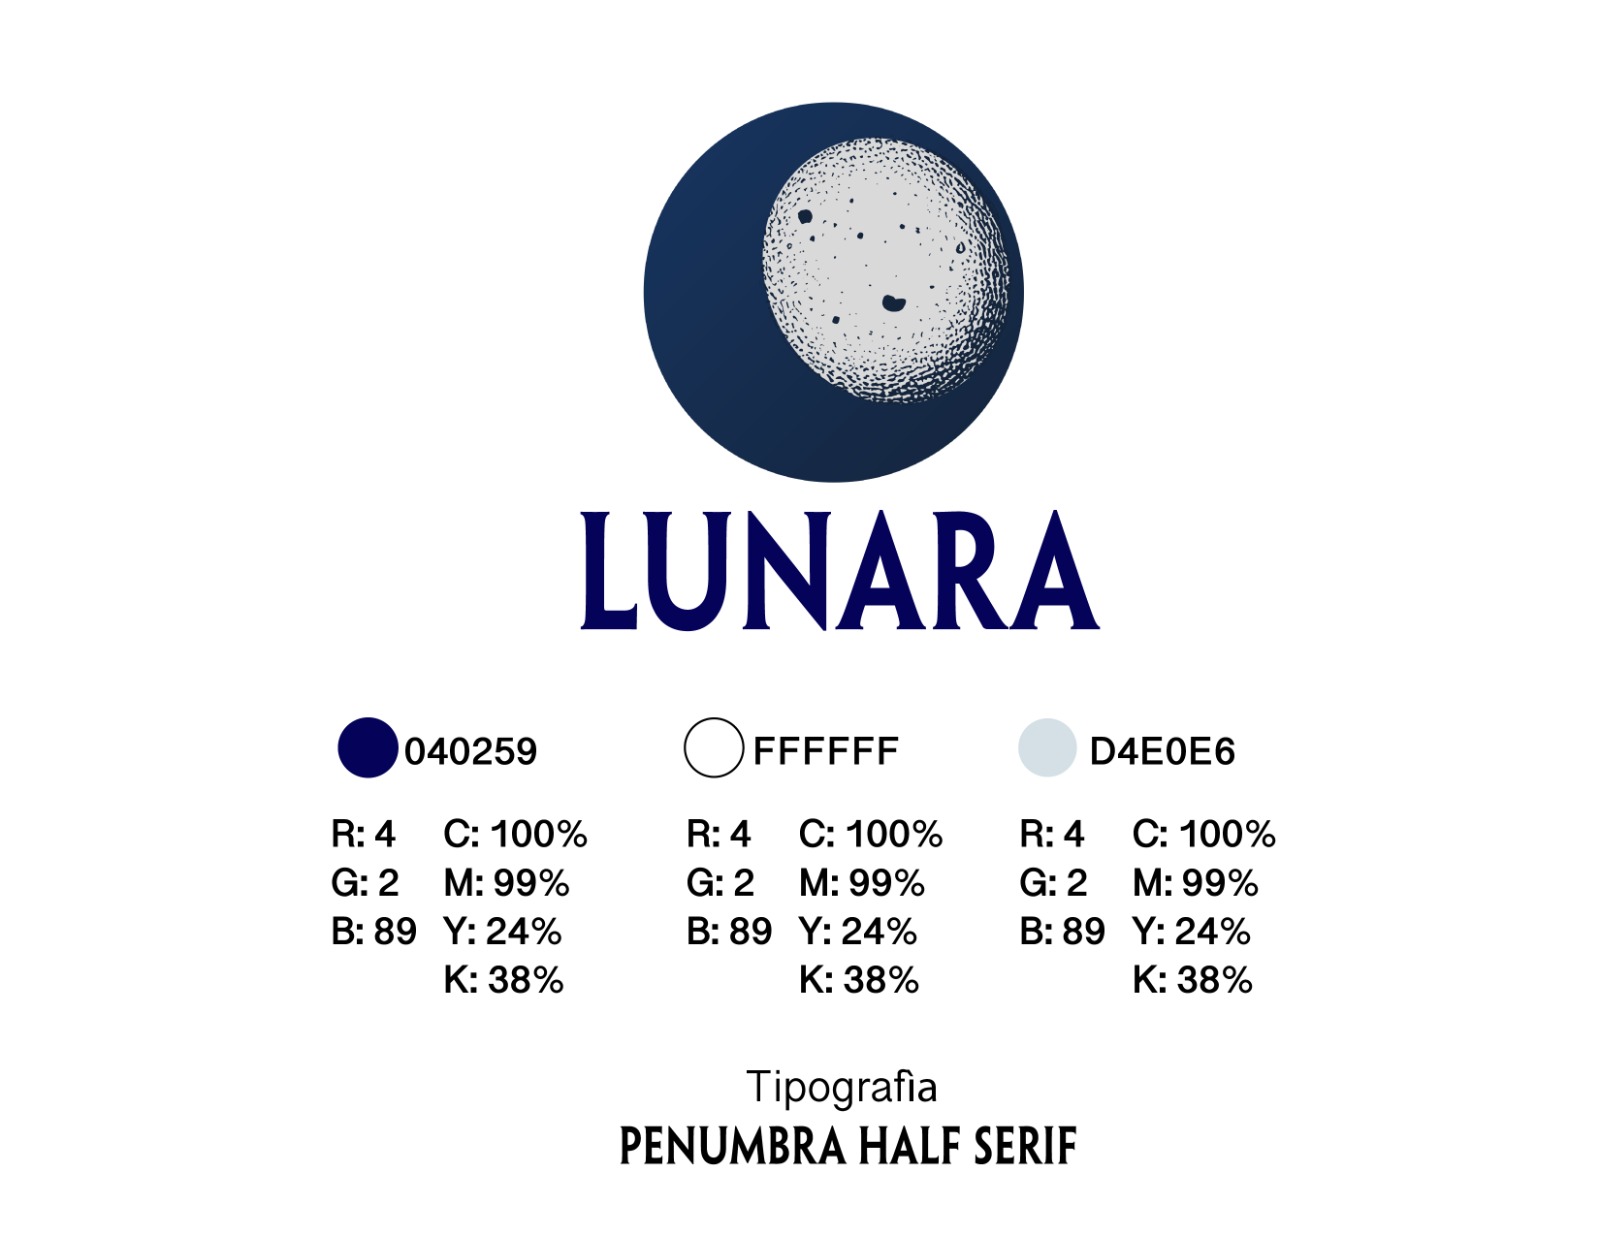 LUNARA
040259 FFFFFF D4E0E6
R: 4 C: 100% R: 4 C: 100% R: 4 C: 100%
G: 2 M: 99% G: 2 M: 99% G: 2 M: 99%
B: 89 Y: 24% B: 89 Y: 24% B: 89 Y: 24%
K: 38% K: 38% K: 38%
Tipografìa
PENUMBRA HALF SERIF